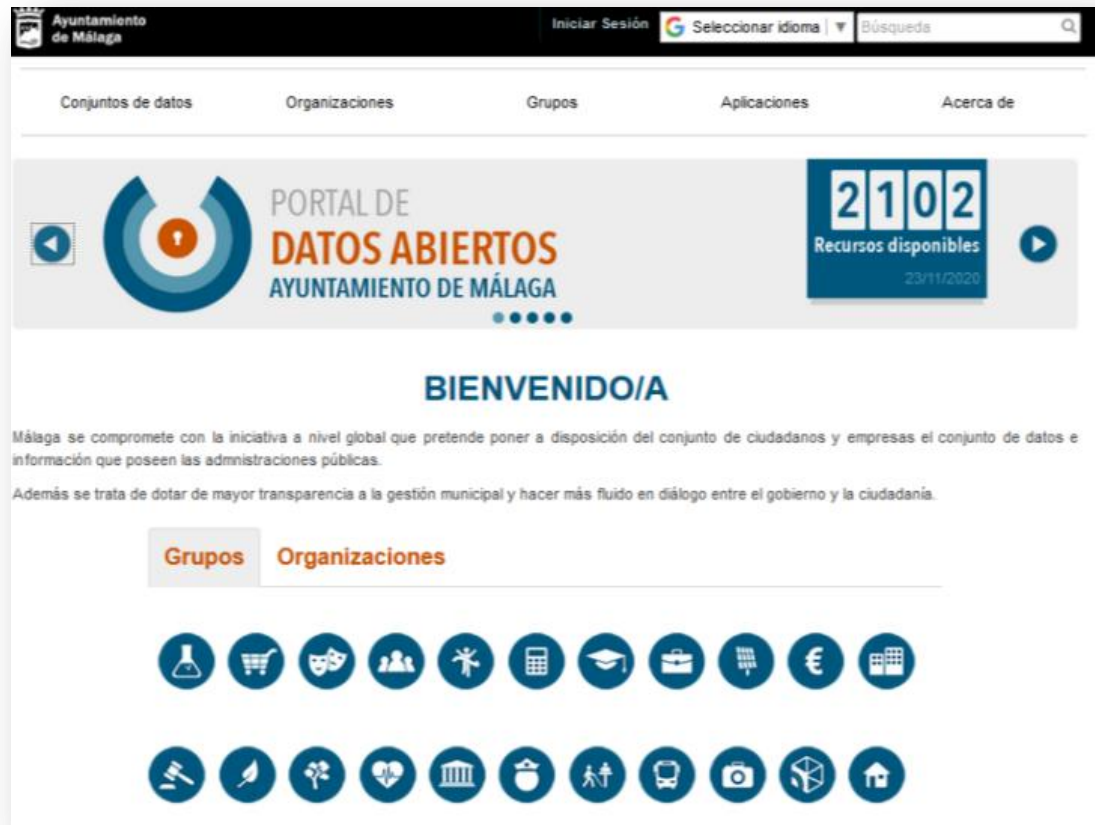 Ayuntamiento
de Málaga
Iniciar Sesión
Seleccionar idioma
Búsqueda
Conjuntos de datos
Organizaciones
Grupos
Aplicaciones
Acerca de
PORTAL DE
DATOS ABIERTOS
AYUNTAMIENTO DE MÁLAGA
2102
Recursos disponibles
23/11/2020
BIENVENIDO/A
Málaga se compromete con la iniciativa a nivel global que pretende poner a disposición del conjunto de ciudadanos y empresas el conjunto de datos e
información que poseen las admnistraciones públicas.
Además se trata de dotar de mayor transparencia a la gestión municipal y hacer más fluido en diálogo entre el gobierno y la ciudadanía.
Grupos
Organizaciones